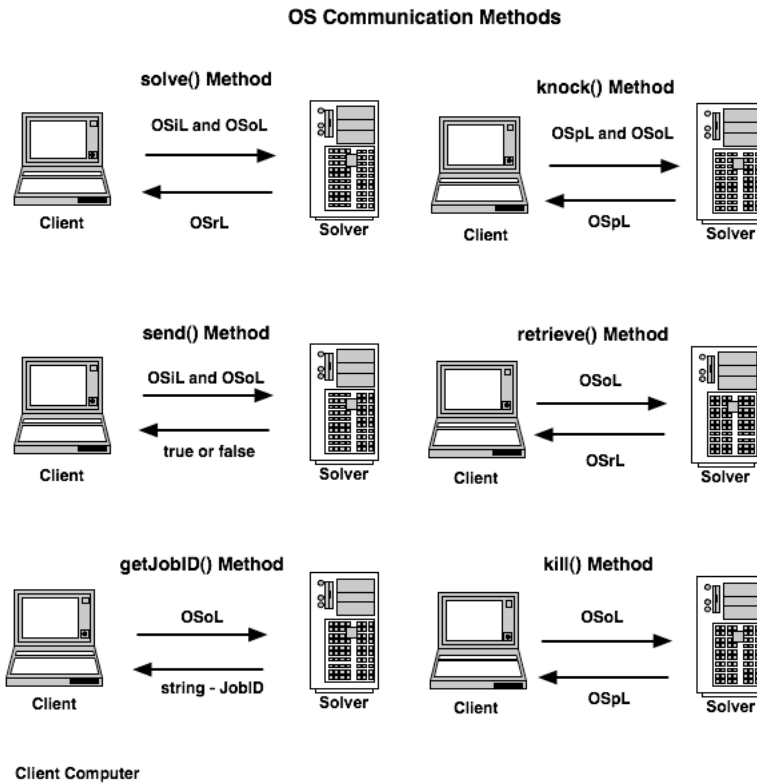 OS Communication Methods
solve() Method
OSiL and OSoL
OSrL
Client
Solver
knock() Method
OSpL and OSoL
OSpL
Client
Solver
send() Method
OSiL and OSoL
true or false
Client
Solver
retrieve() Method
OSoL
OSrL
Client
Solver
getJobID() Method
OSoL
string - JobID
Client
Solver
kill() Method
OSoL
OSpL
Client
Solver
Client Computer